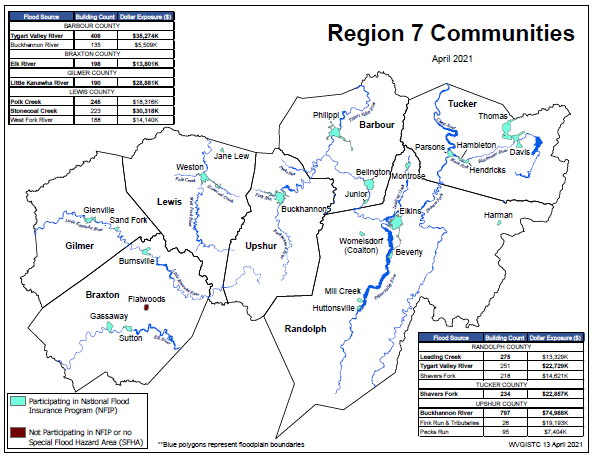 Region 7 Communities
April 2021
Flood Source Building Count Dollar Exposure ($)
BARBOUR COUNTY
Tygart Valley River 408 $35,274K
Buckhannon River 135 $5,509K
BRAXTON COUNTY
Elk River 198 $13,801K
GILMER COUNTY
Little Kanawha River 190 $28,881K
LEWIS COUNTY
Polk Creek 245 $18,316K
Stonecoal Creek 223 $30,318K
West Fork River 188 $14,140K
Tucker
Thomas
Philippi
Barbour
Parsons
Hambleton
Davis
Hendricks
Jane Lew
Weston
Belington
Montrose
Junior
Lewis
Buckhannon
Elkins
Harman
Glenville
Sand Fork
Gilmer
Upshur
Womelsdorf
(Coalton)
Beverly
Burnsville
Braxton
Flatwoods
Mill Creek
Huttonsville
Gassaway
Sutton
Elk River
Randolph
Flood Source Building Count Dollar Exposure ($)
RANDOLPH COUNTY
Leading Creek 275 $13,329K
Tygart Valley River 251 $22,729K
Shavers Fork 218 $14,621K
TUCKER COUNTY
Shavers Fork 234 $22,857K
UPSHUR COUNTY
Buckhannon River 797 $74,988K
Fink Run & Tributaries 26 $19,193K
Pecks Run 95 $7,404K
Participating in National Flood
Insurance Program (NFIP)
Not Participating in NFIP or no
Special Flood Hazard Area (SFHA)
**Blue polygons represent floodplain boundaries
WVGISTC 13 April 2021